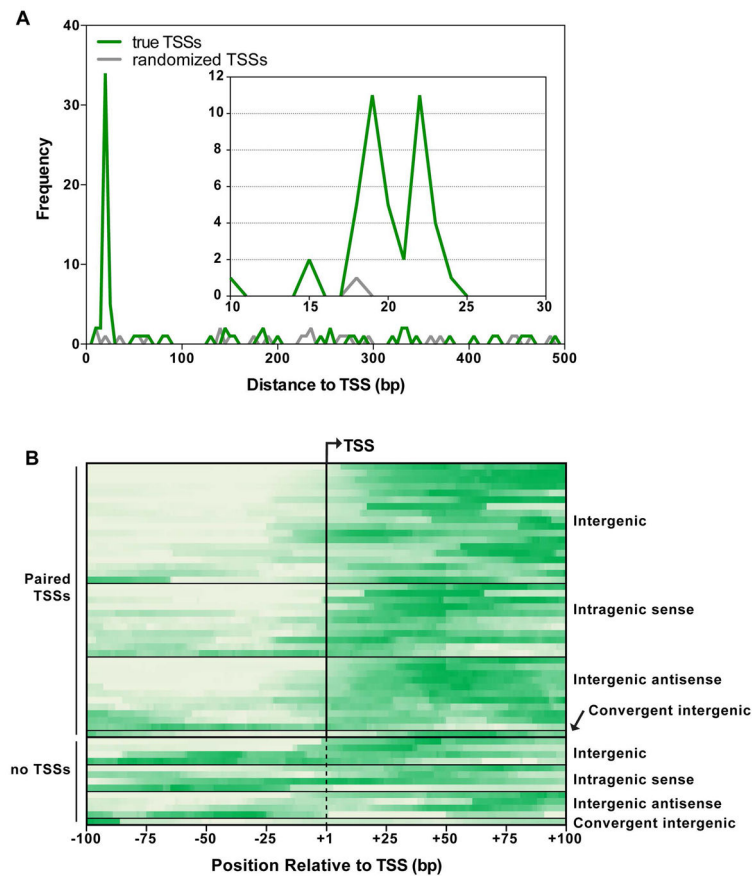 A
true TSSs
randomized TSSs
Frequency
40
30
20
10
0
0
100
200
300
400
500
Distance to TSS (bp)
12
10
8
6
4
2
0
10
15
20
25
30
B
TSS
Paired
TSSs
no TSSs
Intergenic
Intragenic sense
Intergenic antisense
Convergent intergenic
Intergenic
Intragenic sense
Intergenic antisense
Convergent intergenic
-100
-75
-50
-25
+1
+25
+50
+75
+100
Position Relative to TSS (bp)